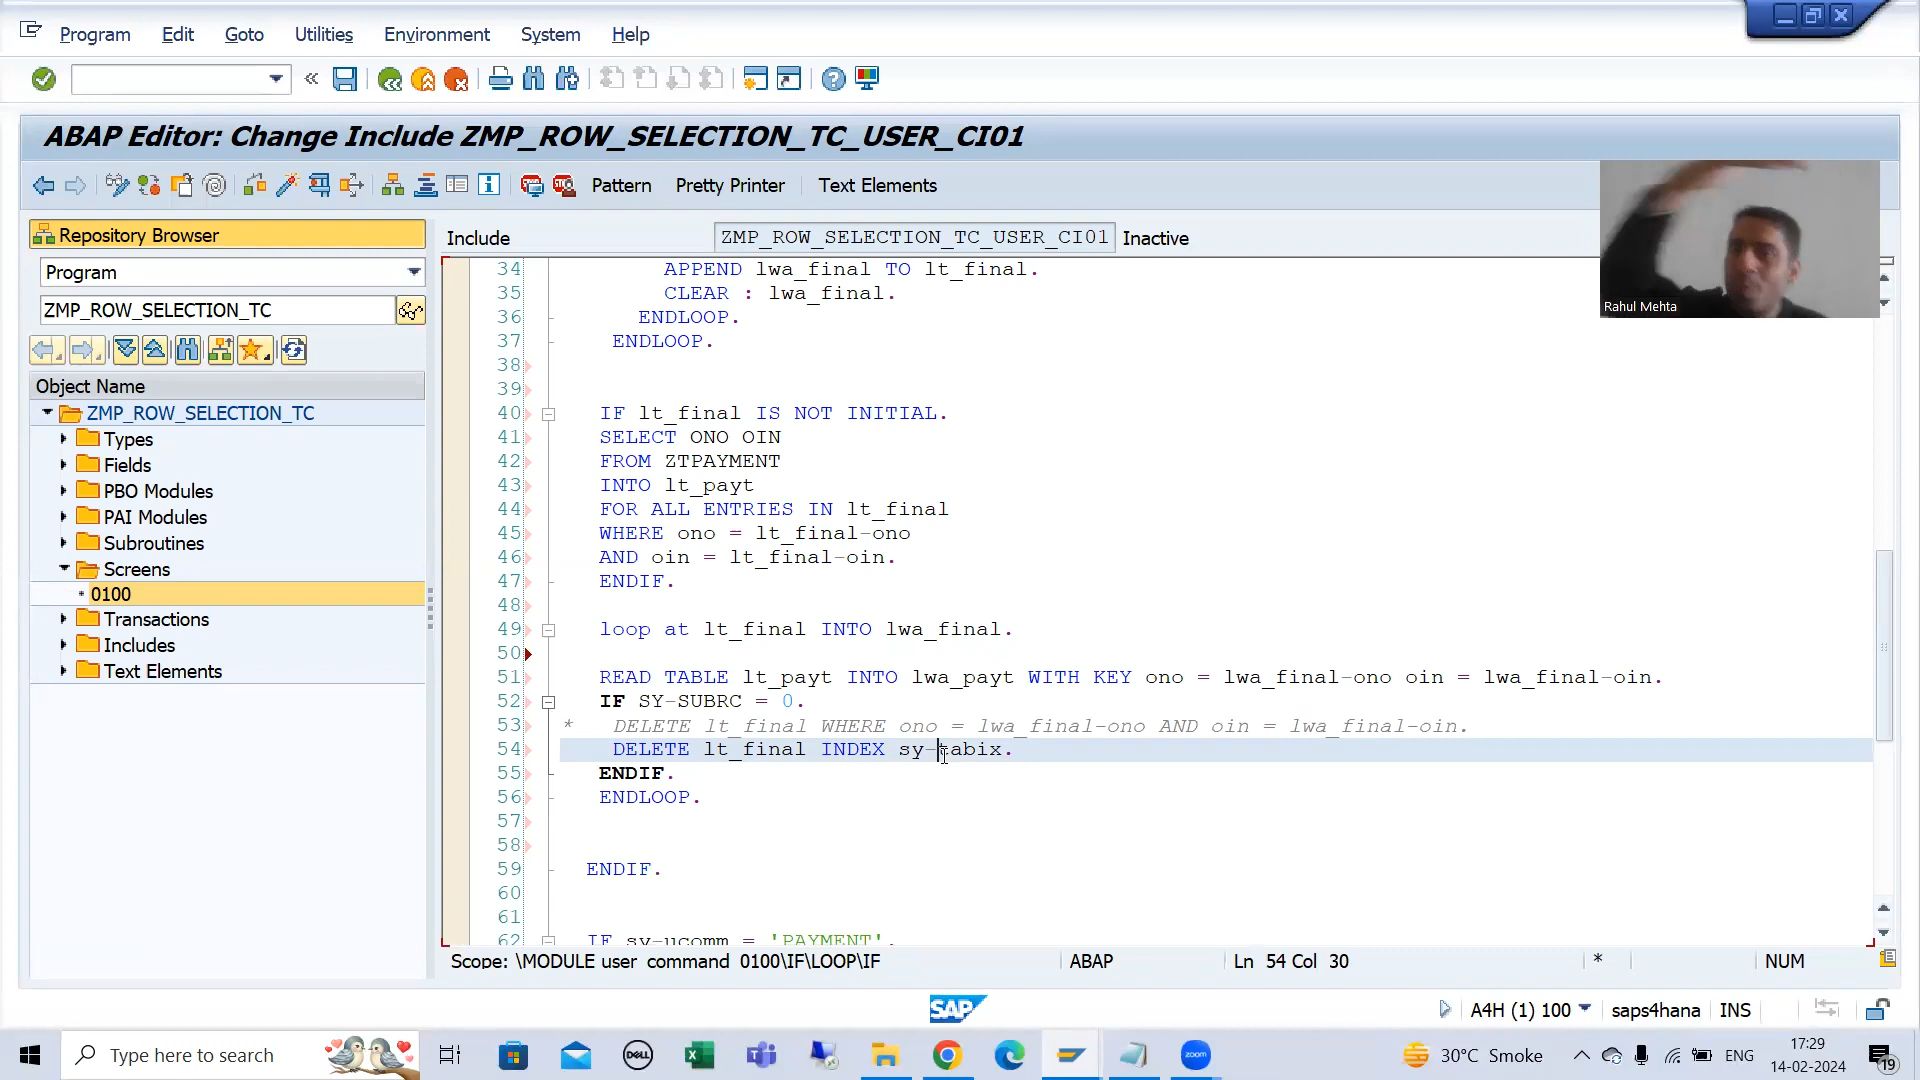 Program Edit Goto Utilities Environment System Help
ABAP Editor: Change Include ZMP_ROW_SELECTION_TC_USER_CI01
Pattern Pretty Printer Text Elements
Repository Browser
Program
ZMP_ROW_SELECTION_TC
Object Name
ZMP_ROW_SELECTION_TC
Types
Fields
PBO Modules
PAI Modules
Subroutines
Screens
0100
Transactions
Includes
Text Elements
Include ZMP_ROW_SELECTION_TC_USER_CI01 Inactive
34 APPEND lwa_final TO lt_final.
35 CLEAR : lwa_final.
36 ENDLOOP.
37 ENDLOOP.
38
39
40 IF lt_final IS NOT INITIAL.
41 SELECT ONO OIN
42 FROM ZTPAYMENT
43 INTO lt_payt
44 FOR ALL ENTRIES IN lt_final
45 WHERE ono = lt_final-ono
46 AND oin = lt_final-oin.
47 ENDIF.
48
49 loop at lt_final INTO lwa_final.
50
51 READ TABLE lt_payt INTO lwa_payt WITH KEY ono = lwa_final-ono oin = lwa_final-oin.
52 IF SY-SUBRC = 0.
53 * DELETE lt_final WHERE ono = lwa_final-ono AND oin = lwa_final-oin.
54 DELETE lt_final INDEX sy-tabix.
55 ENDIF.
56 ENDLOOP.
57
58
59 ENDIF.
60
61
62 IF sy-ucomm = 'PAYMENT'.
Rahul Mehta
Scope: \MODULE user_command_0100\IF\LOOP\IF ABAP Ln 54 Col 30 * NUM
SAP
A4H (1) 100 saps4hana INS
Type here to search
DELL
zoom
30°C Smoke
ENG
17:29
14-02-2024
19